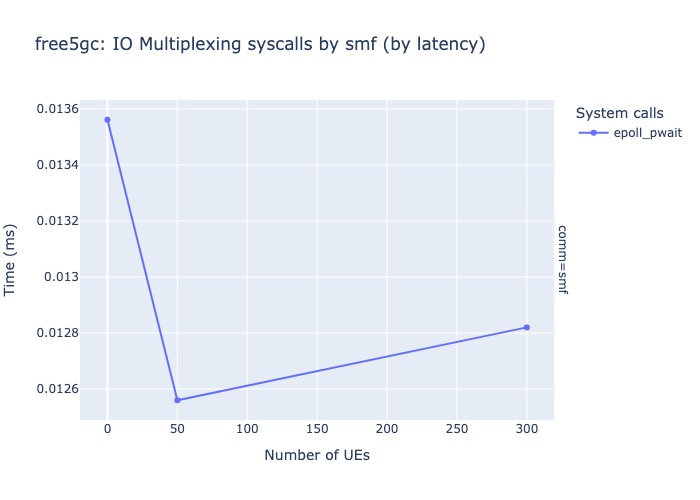 free5gc: IO Multiplexing syscalls by smf (by latency)
System calls
epoll_pwait
0.0136
0.0134
0.0132
0.013
0.0128
0.0126
Time (ms)
comm=smf
0 50 100 150 200 250 300
Number of UEs